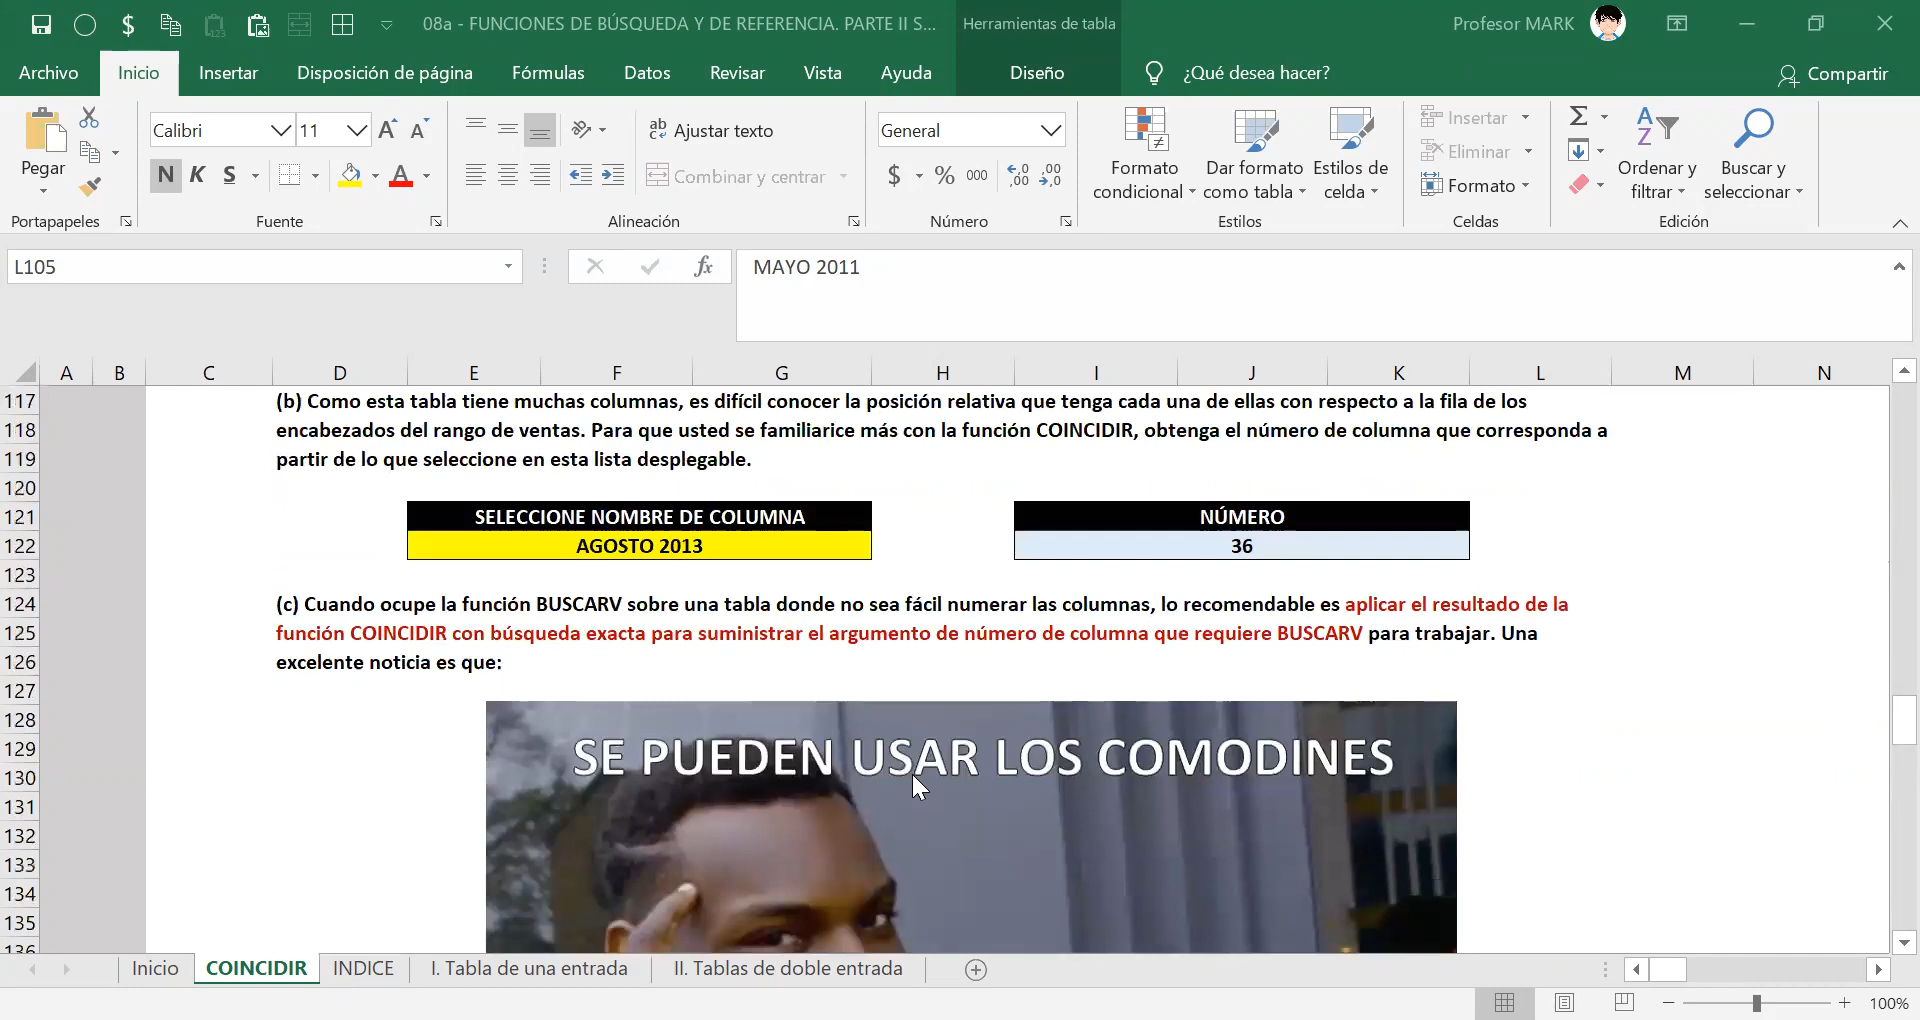 08a - FUNCIONES DE BÚSQUEDA Y DE REFERENCIA. PARTE II S...
Herramientas de tabla
Profesor MARK
Archivo
Inicio
Insertar
Disposición de página
Fórmulas
Datos
Revisar
Vista
Ayuda
Diseño
¿Qué desea hacer?
Compartir
Pegar
Portapapeles
Calibri
11
N K S
Fuente
Ajustar texto
Combinar y centrar
Alineación
General
$ % 000
Número
Formato condicional
Dar formato como tabla
Estilos de celda
Estilos
Insertar
Eliminar
Formato
Celdas
Ordenar y filtrar
Buscar y seleccionar
Edición
L105
fx
MAYO 2011
A B C D E F G H I J K L M N
117
118
119
120
121
122
123
124
125
126
127
128
129
130
131
132
133
134
135
136
(b) Como esta tabla tiene muchas columnas, es difícil conocer la posición relativa que tenga cada una de ellas con respecto a la fila de los
encabezados del rango de ventas. Para que usted se familiarice más con la función COINCIDIR, obtenga el número de columna que corresponda a
partir de lo que seleccione en esta lista desplegable.
SELECCIONE NOMBRE DE COLUMNA
AGOSTO 2013
NÚMERO
36
(c) Cuando ocupe la función BUSCARV sobre una tabla donde no sea fácil numerar las columnas, lo recomendable es aplicar el resultado de la
función COINCIDIR con búsqueda exacta para suministrar el argumento de número de columna que requiere BUSCARV para trabajar. Una
excelente noticia es que:
SE PUEDEN USAR LOS COMODINES
Inicio
COINCIDIR
INDICE
I. Tabla de una entrada
II. Tablas de doble entrada
100%